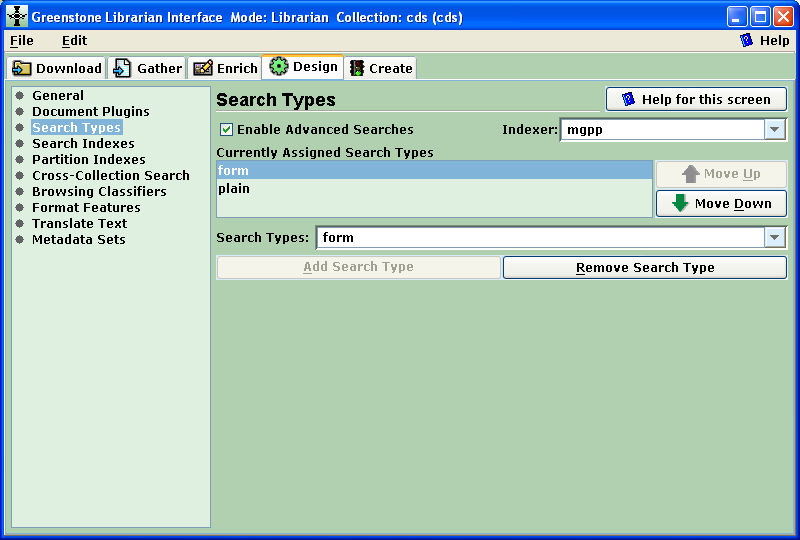 Greenstone Librarian Interface  Mode: Librarian  Collection: cds (cds)
File Edit Help
Download Gather Enrich Design Create
General
Document Plugins
Search Types
Search Indexes
Partition Indexes
Cross-Collection Search
Browsing Classifiers
Format Features
Translate Text
Metadata Sets
Search Types Help for this screen
Enable Advanced Searches Indexer: mgpp
Currently Assigned Search Types
form
plain
Move Up
Move Down
Search Types: form
Add Search Type Remove Search Type